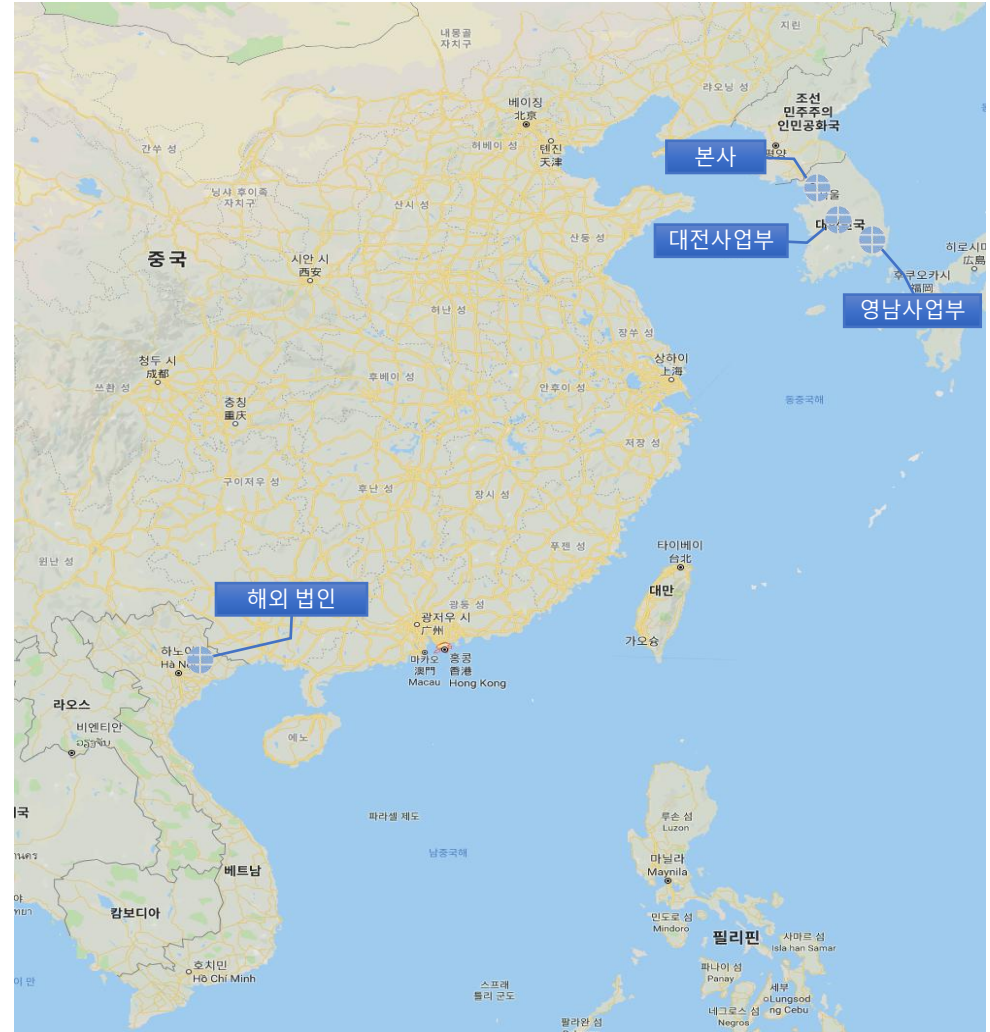 지린
내몽골
자치구
랴오닝 성
조선
민주주의
인민공화국
베이징
北京
허베이 성
톈진
天津
간쑤 성
본사
평양
닝샤 후이족
자치구
산시 성
울
산둥 성
대전사업부
국
히로시마
広島
중국
시안 시
西安
후쿠오카시
福岡
허난 성
영남사업부
장쑤 성
청두 시
成都
상하이
上海
쓰촨 성
후베이 성
안후이 성
충칭
重庆
동중국해
저장 성
구이저우 성
후난 성
장시 성
푸젠 성
윈난 성
타이베이
台北
해외 법인
대만
광둥 성
광저우 시
广州
가오슝
하노이
마카오
澳門
Macau
홍콩
香港
Hong Kong
라오스
비엔티안
에노
파라셀 제도
루손 섬
Luzon
남중국해
마닐라
Maynila
베트남
캄보디아
민도로 섬
Mindoro
필리핀
사마르 섬
Isla han Samar
호치민
Hồ Chí Minh
파나이 섬
Panay
스프래
틀리 군도
세부
Lungsod
ng Cebu
네그로스 섬
Negros
팔라완 섬